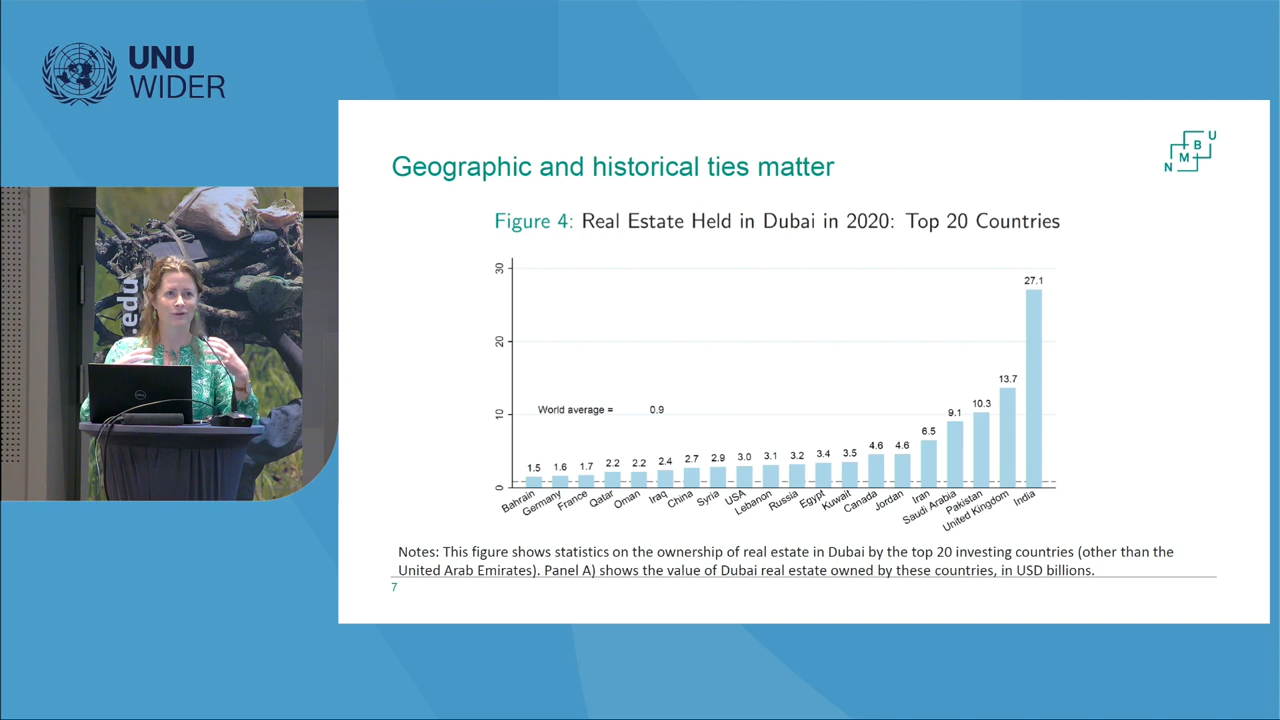 UNU
WIDER
.edu
DELL
Geographic and historical ties matter
N M B U
Figure 4: Real Estate Held in Dubai in 2020: Top 20 Countries
30
20
10
0
World average = 0.9
1.5 1.6 1.7 2.2 2.2 2.4 2.7 2.9 3.0 3.1 3.2 3.4 3.5 4.6 4.6 6.5 9.1 10.3 13.7 27.1
Bahrain Germany France Qatar Oman Iraq China Syria USA Lebanon Russia Egypt Kuwait Canada Jordan Iran Saudi Arabia Pakistan United Kingdom India
Notes: This figure shows statistics on the ownership of real estate in Dubai by the top 20 investing countries (other than the
United Arab Emirates). Panel A) shows the value of Dubai real estate owned by these countries, in USD billions.
7